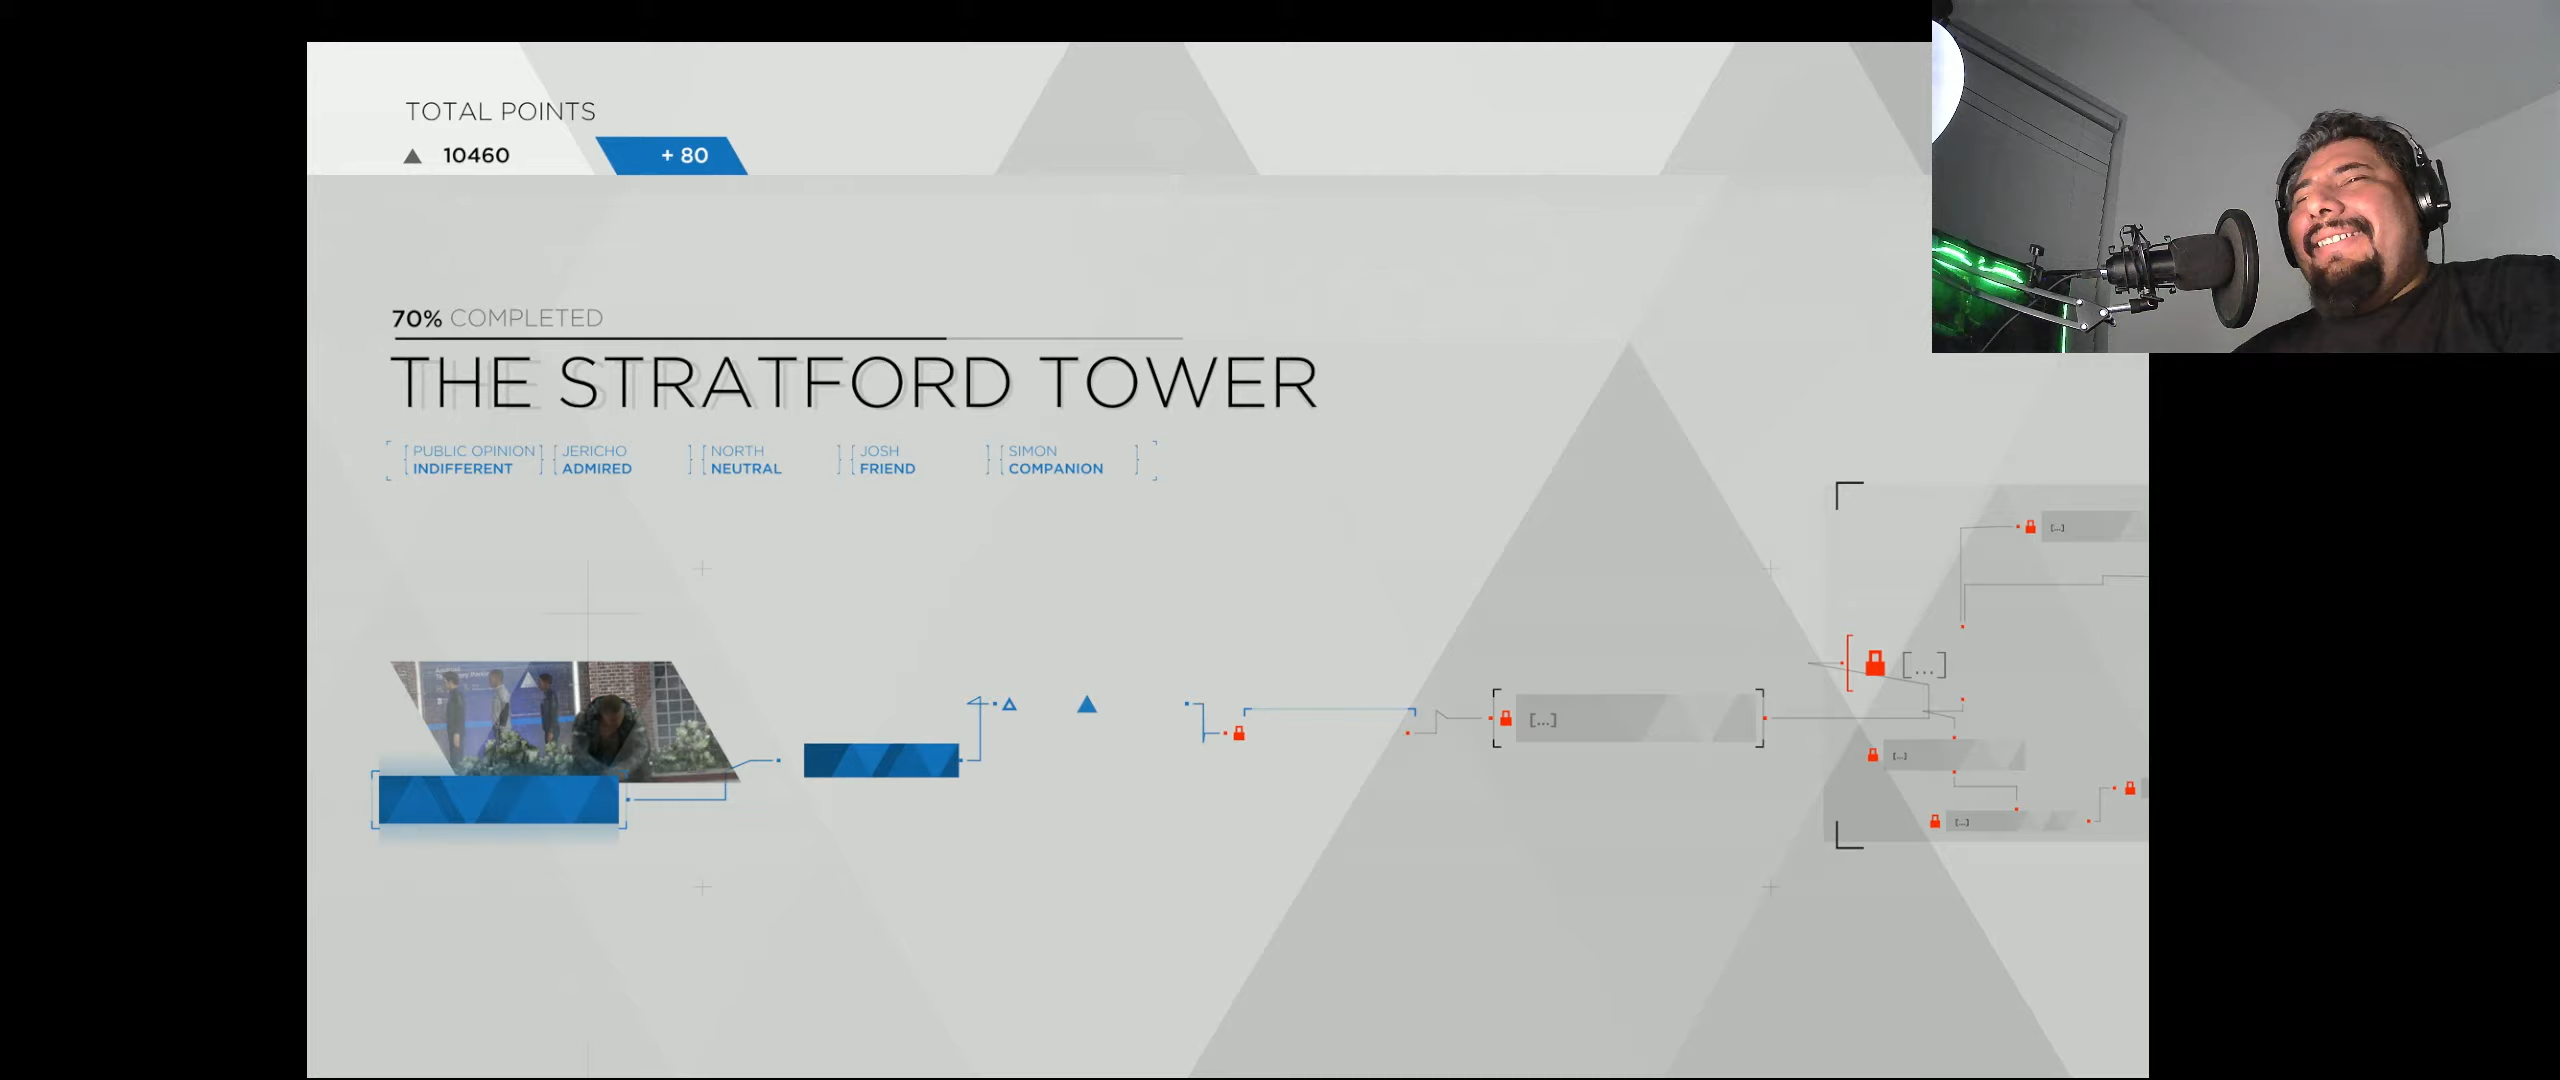 TOTAL POINTS
10460
+ 80
70% COMPLETED
THE STRATFORD TOWER
PUBLIC OPINION
INDIFFERENT
JERICHO
ADMIRED
NORTH
NEUTRAL
JOSH
FRIEND
SIMON
COMPANION
[...]
[...]
[...]
[...]
[...]